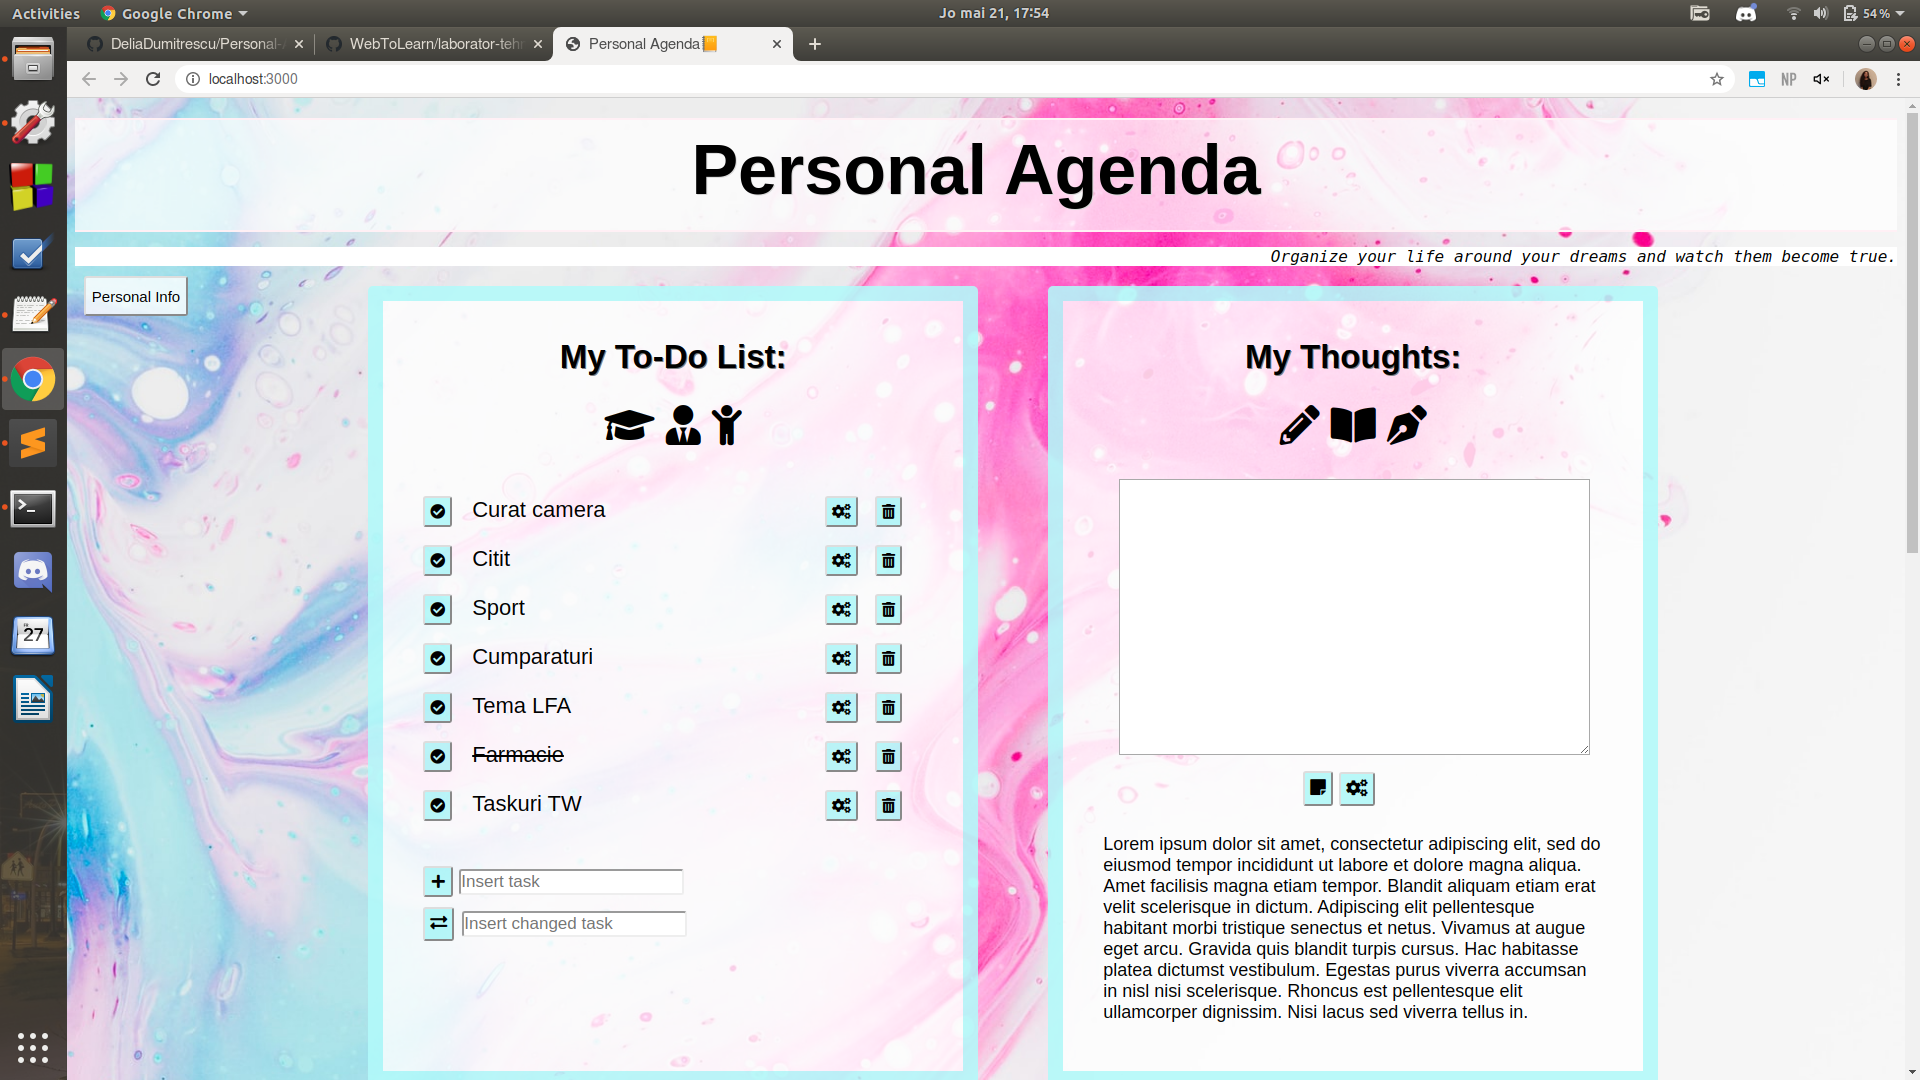 Activities
Google Chrome
Jo mai 21, 17:54
54 %
DeliaDumitrescu/Personal-
WebToLearn/laborator-teh
Personal Agenda
localhost:3000
NP
Personal Agenda
Organize your life around your dreams and watch them become true.
Personal Info
My To-Do List:
Curat camera
Citit
Sport
Cumparaturi
Tema LFA
Farmacie
Taskuri TW
Insert task
Insert changed task
My Thoughts:
Lorem ipsum dolor sit amet, consectetur adipiscing elit, sed do
eiusmod tempor incididunt ut labore et dolore magna aliqua.
Amet facilisis magna etiam tempor. Blandit aliquam etiam erat
velit scelerisque in dictum. Adipiscing elit pellentesque
habitant morbi tristique senectus et netus. Vivamus at augue
eget arcu. Gravida quis blandit turpis cursus. Hac habitasse
platea dictumst vestibulum. Egestas purus viverra accumsan
in nisl nisi scelerisque. Rhoncus est pellentesque elit
ullamcorper dignissim. Nisi lacus sed viverra tellus in.
27